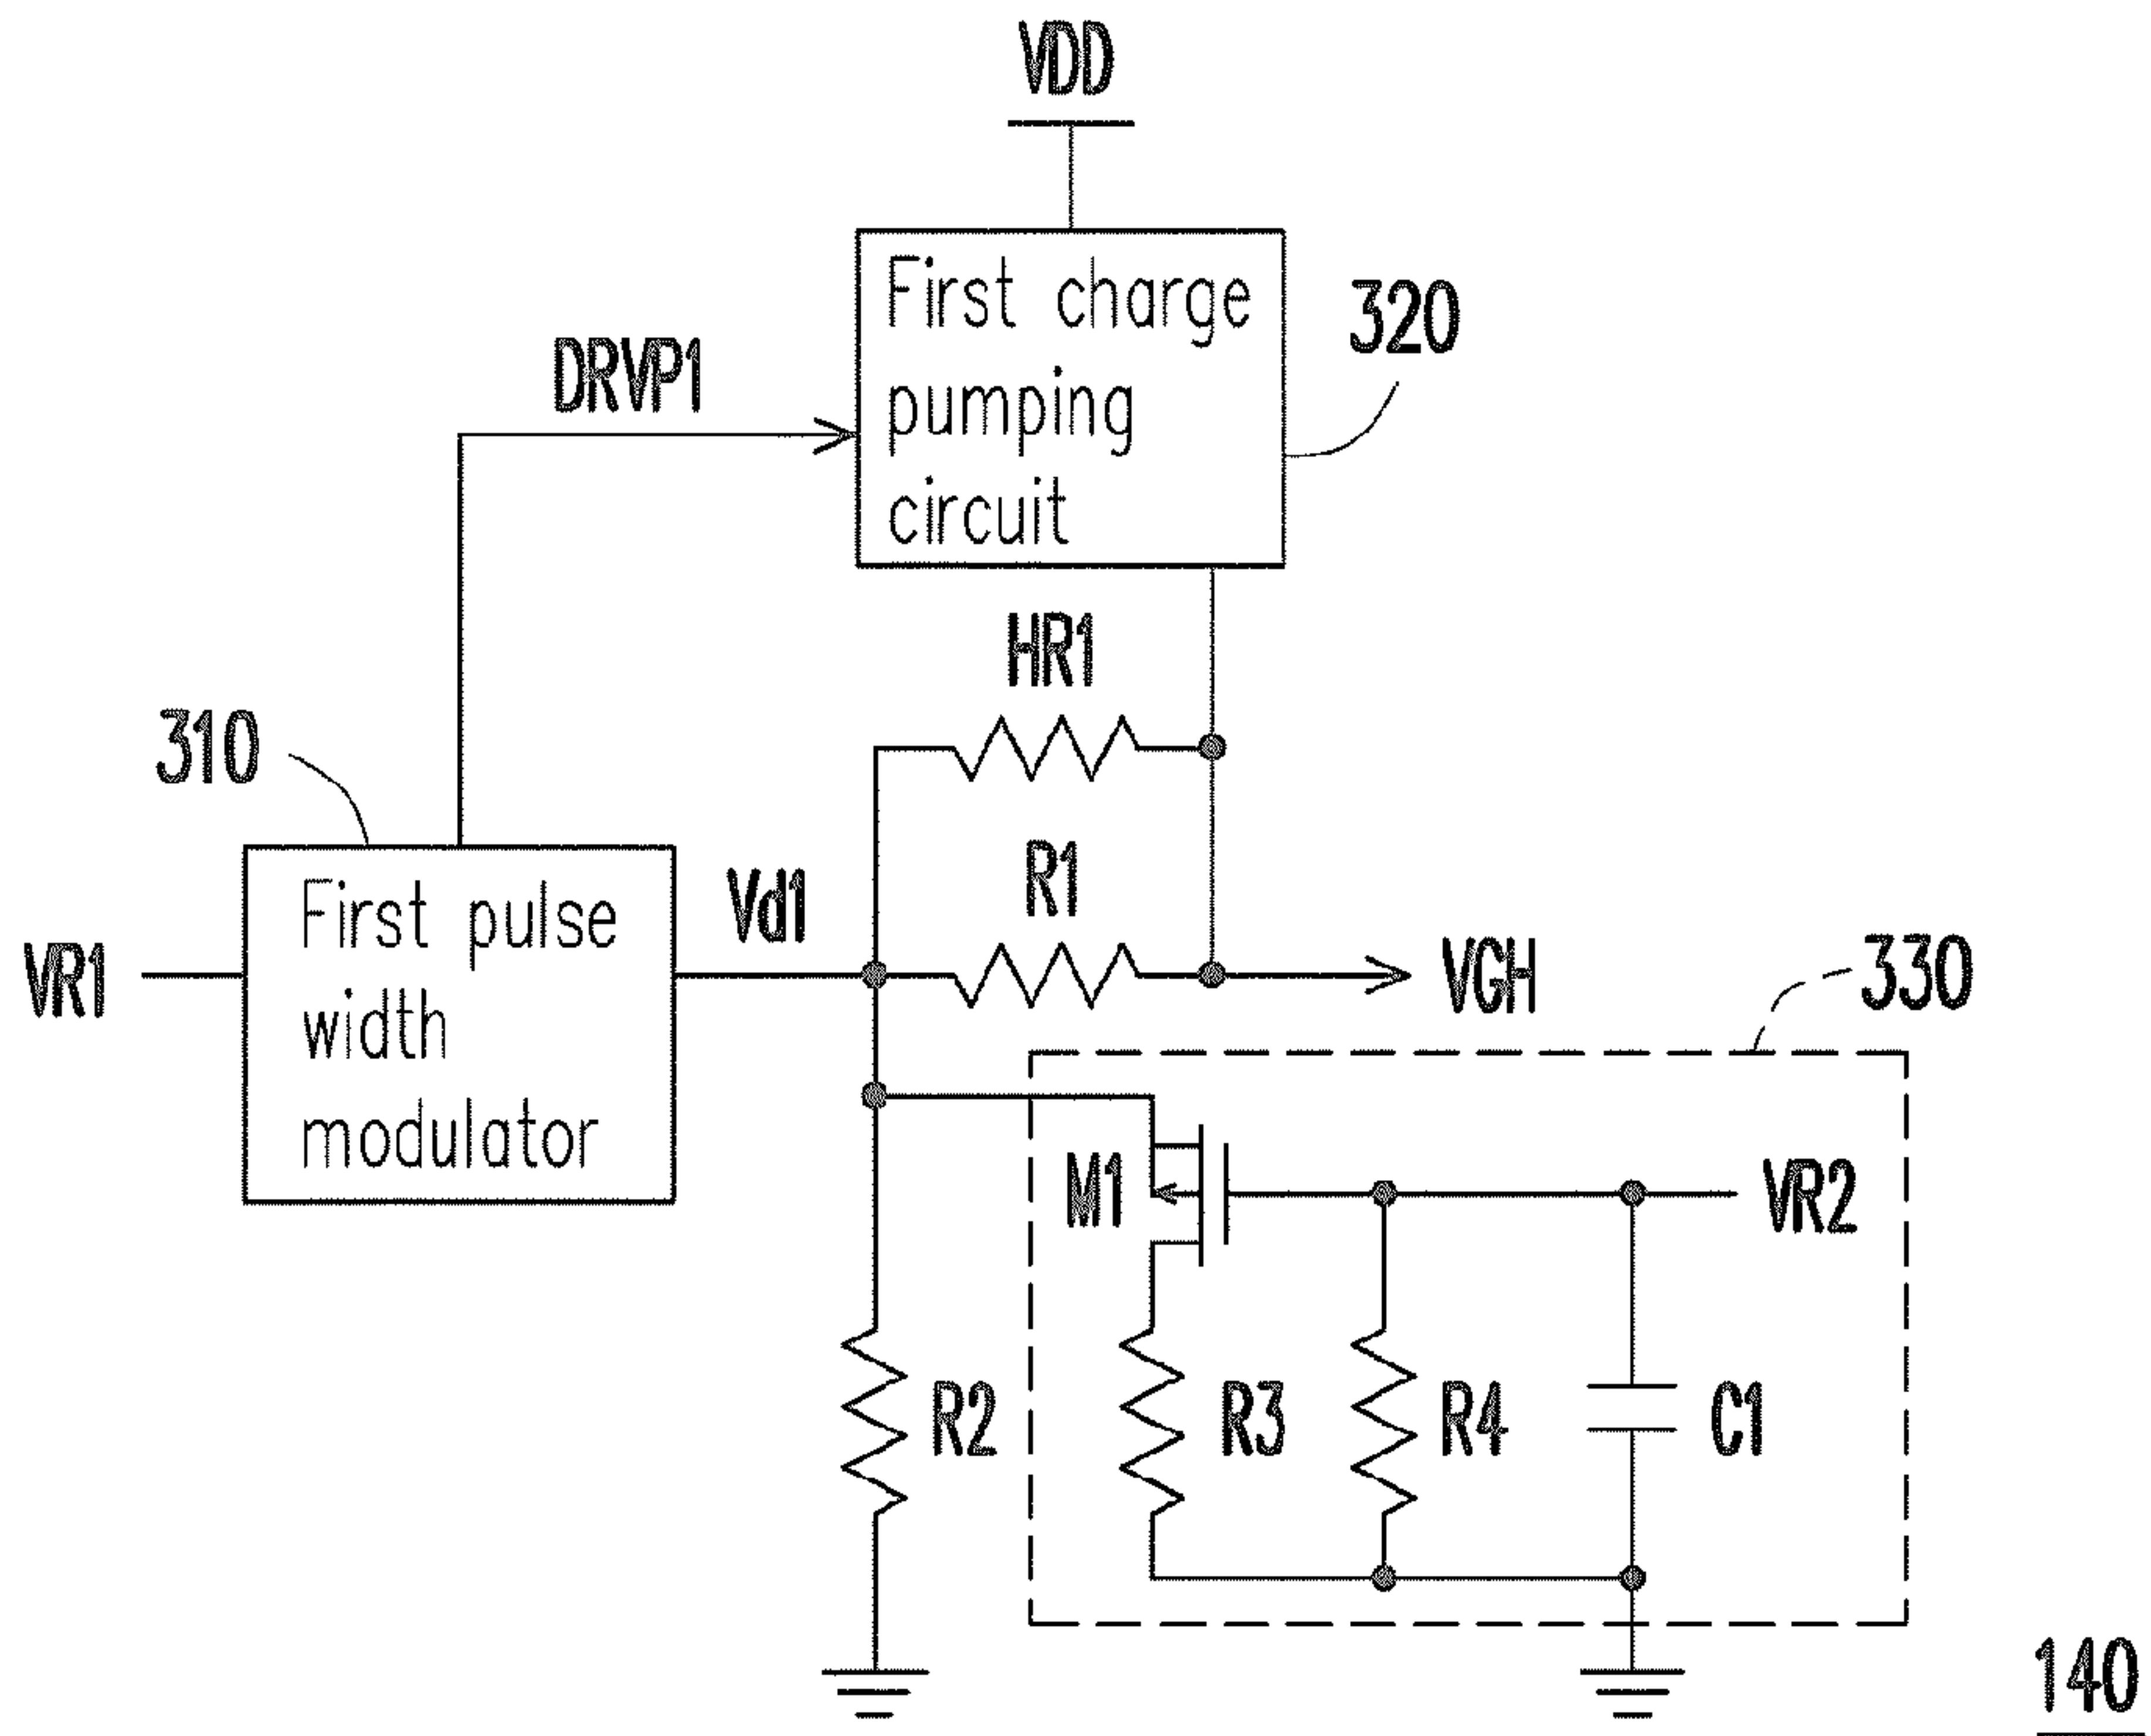 VDD
First charge
pumping
circuit
320
DRVP1
HR1
310
R1
Vd1
First pulse
width
modulator
VR1
VGH
330
M1
VR2
R2
R3
R4
C1
140